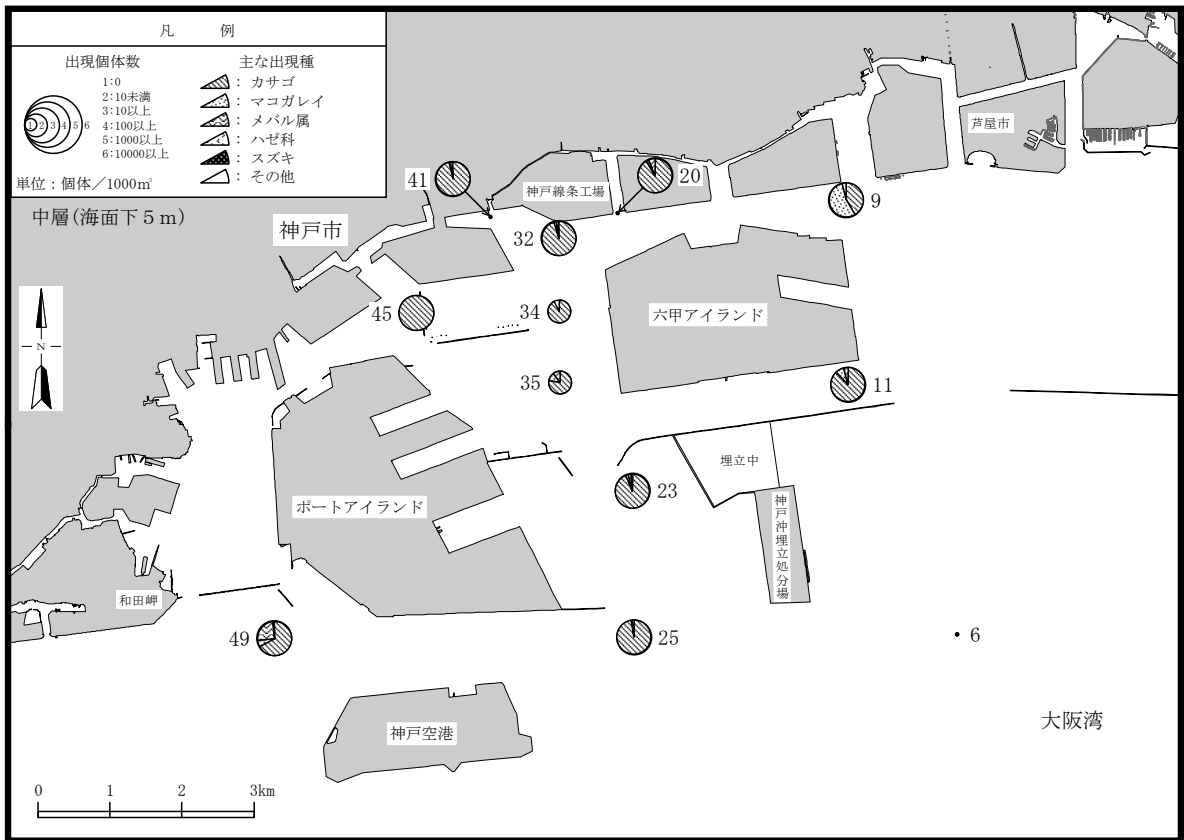 凡　例
出現個体数
1:0
2:10未満
3:10以上
4:100以上
5:1000以上
6:10000以上
1 2 3 4 5 6
単位：個体／1000㎥
主な出現種
：カサゴ
：マコガレイ
：メバル属
：ハゼ科
：スズキ
：その他
中層(海面下５ｍ)
神戸市
芦屋市
神戸線条工場
41
20
9
32
45
34
六甲アイランド
N
35
11
埋立中
23
ポートアイランド
神戸沖埋立処分場
和田岬
49
25
6
神戸空港
大阪湾
0 1 2 3km